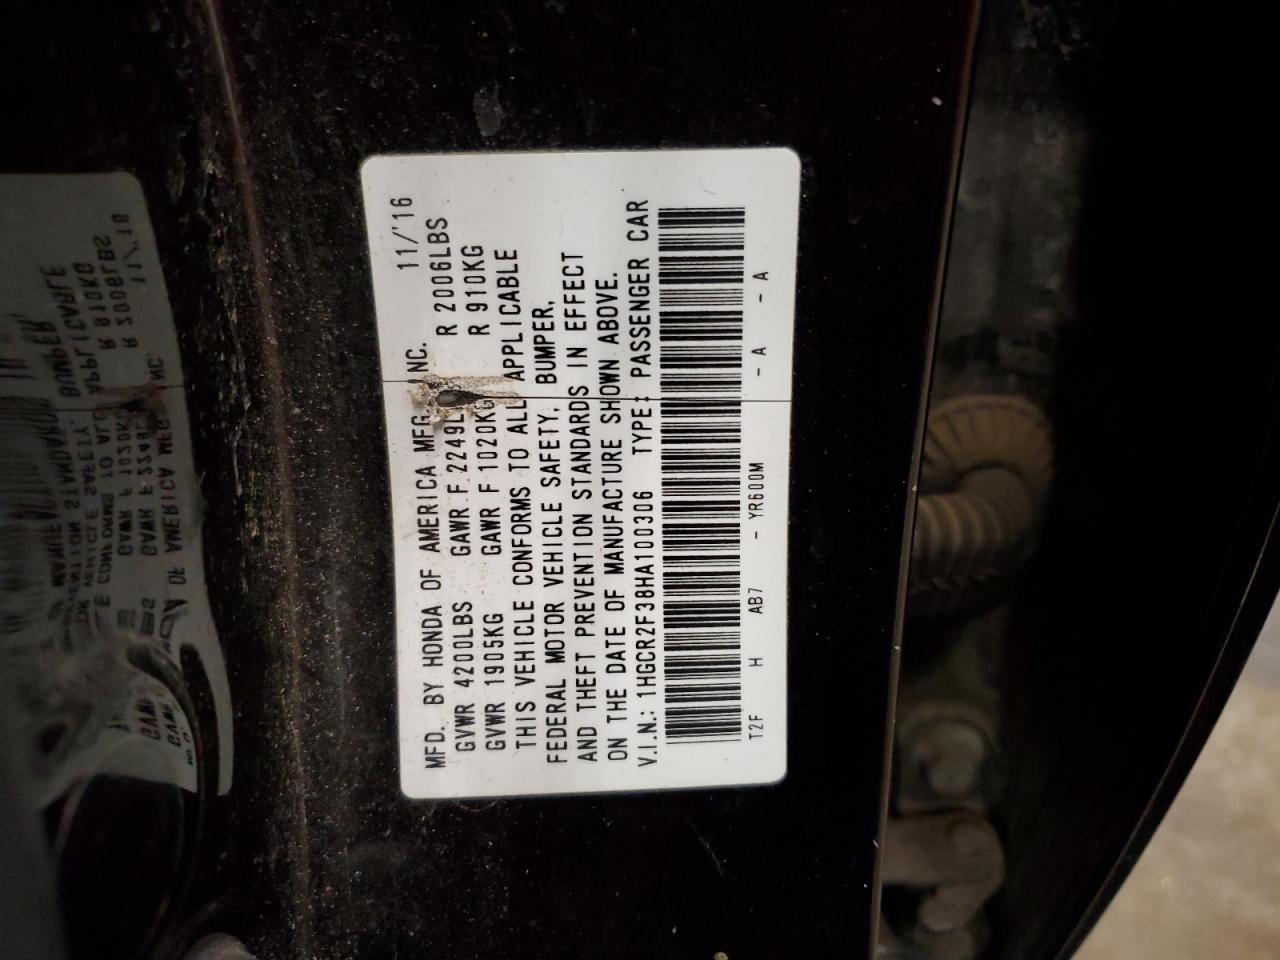 11/'16
MFD. BY HONDA OF AMERICA MFG. INC.
GVWR 4200LBS GAWR F 2249LBS R 2006LBS
GVWR 1905KG GAWR F 1020KG R 910KG
THIS VEHICLE CONFORMS TO ALL APPLICABLE
FEDERAL MOTOR VEHICLE SAFETY, BUMPER,
AND THEFT PREVENTION STANDARDS IN EFFECT
ON THE DATE OF MANUFACTURE SHOWN ABOVE.
V.I.N.: 1HGCR2F38HA100306 TYPE: PASSENGER CAR
T2F H AB7 - YR600M - A - A